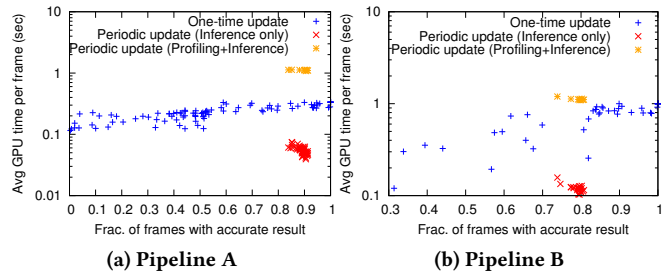 (a)
One-time update
Periodic update (Inference only)
Periodic update (Profiling+Inference)
Avg GPU time per frame (sec)
10
1
0.1
0.01
0 0.1 0.2 0.3 0.4 0.5 0.6 0.7 0.8 0.9 1
Frac. of frames with accurate result
(a) Pipeline A
(b)
One-time update
Periodic update (Inference only)
Periodic update (Profiling+Inference)
Avg GPU time per frame (sec)
10
1
0.1
0.3 0.4 0.5 0.6 0.7 0.8 0.9 1
Frac. of frames with accurate result
(b) Pipeline B